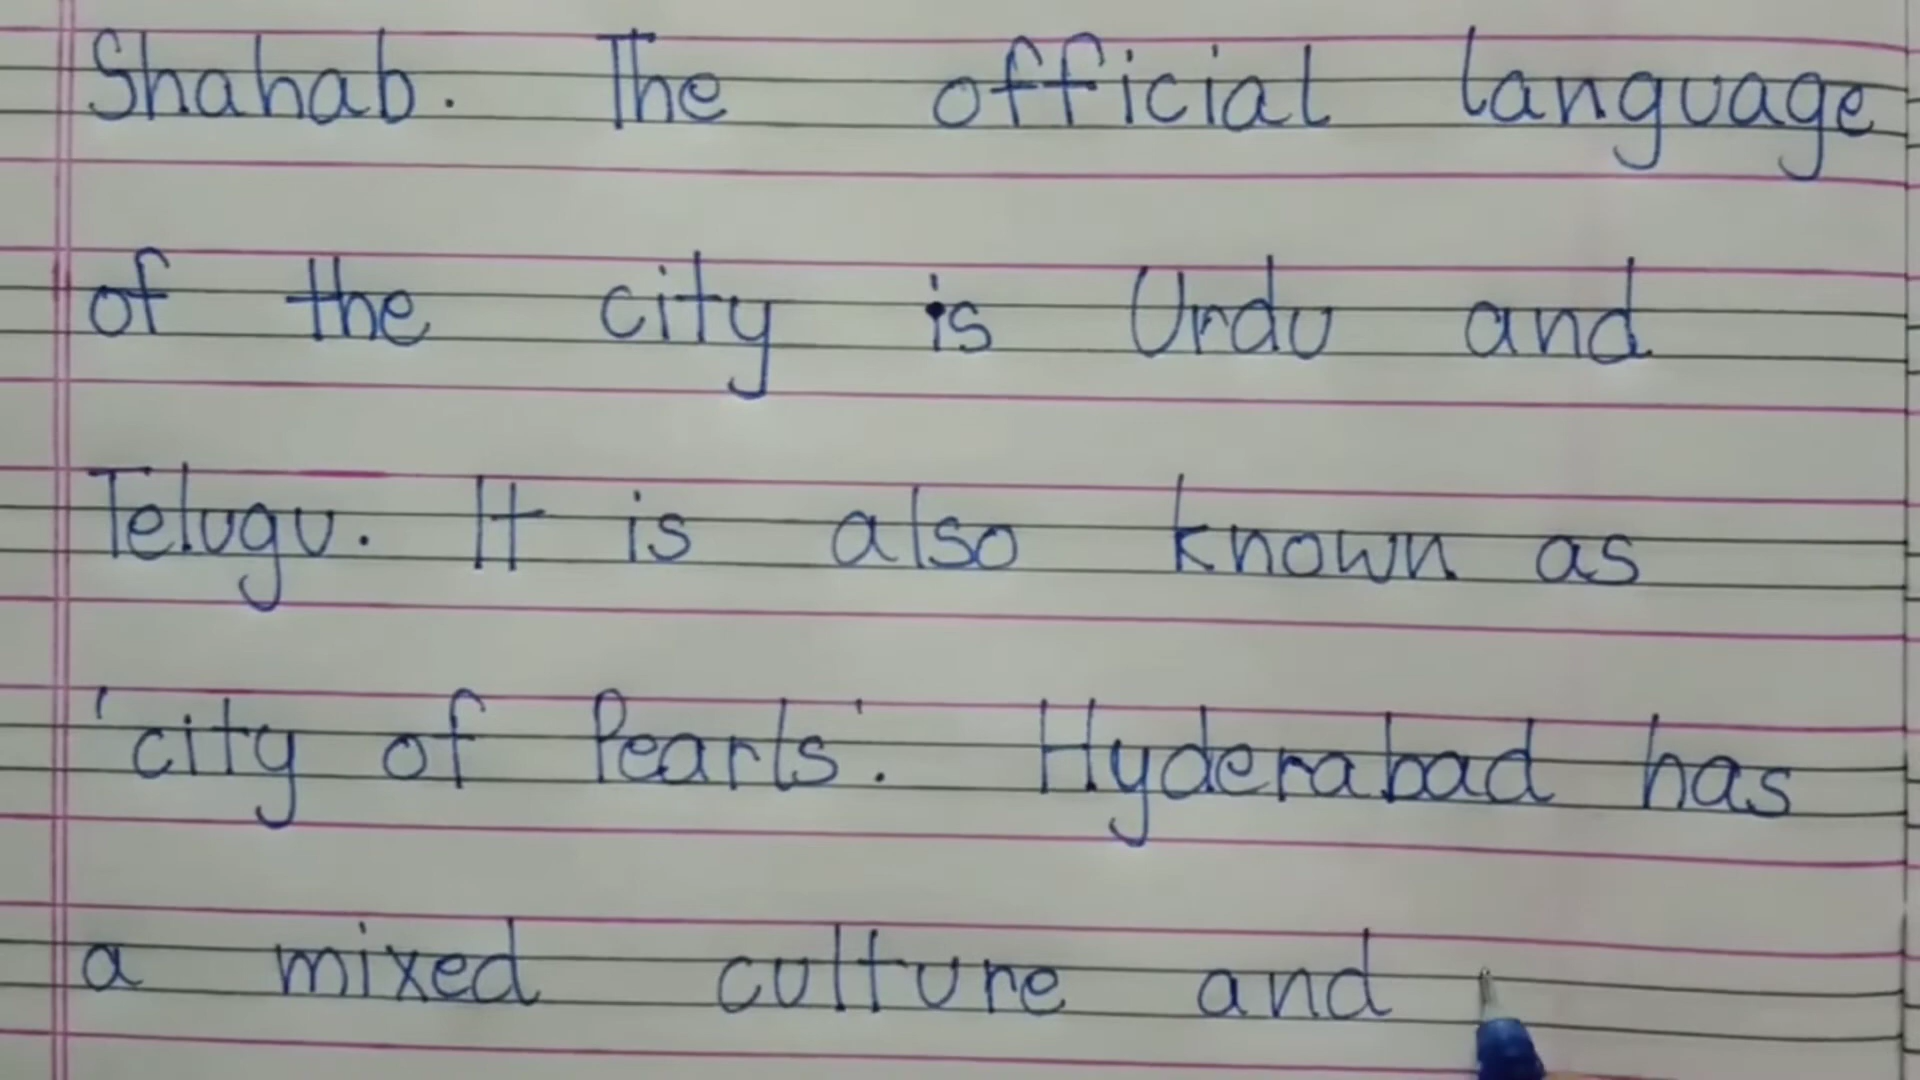 Shahab. The official language
of the city is Urdu and
Telugu. It is also known as
'city of Pearls'. Hyderabad has
a mixed culture and